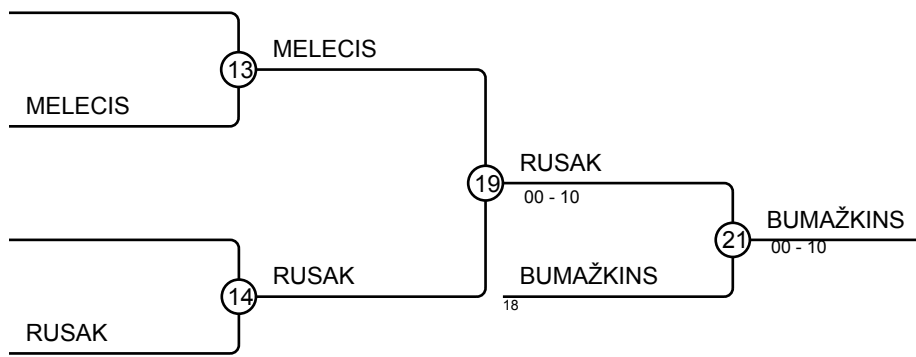 MELECIS
13
MELECIS
RUSAK
19
00 - 10
BUMAŽKINS
21
00 - 10
RUSAK
BUMAŽKINS
14
18
RUSAK